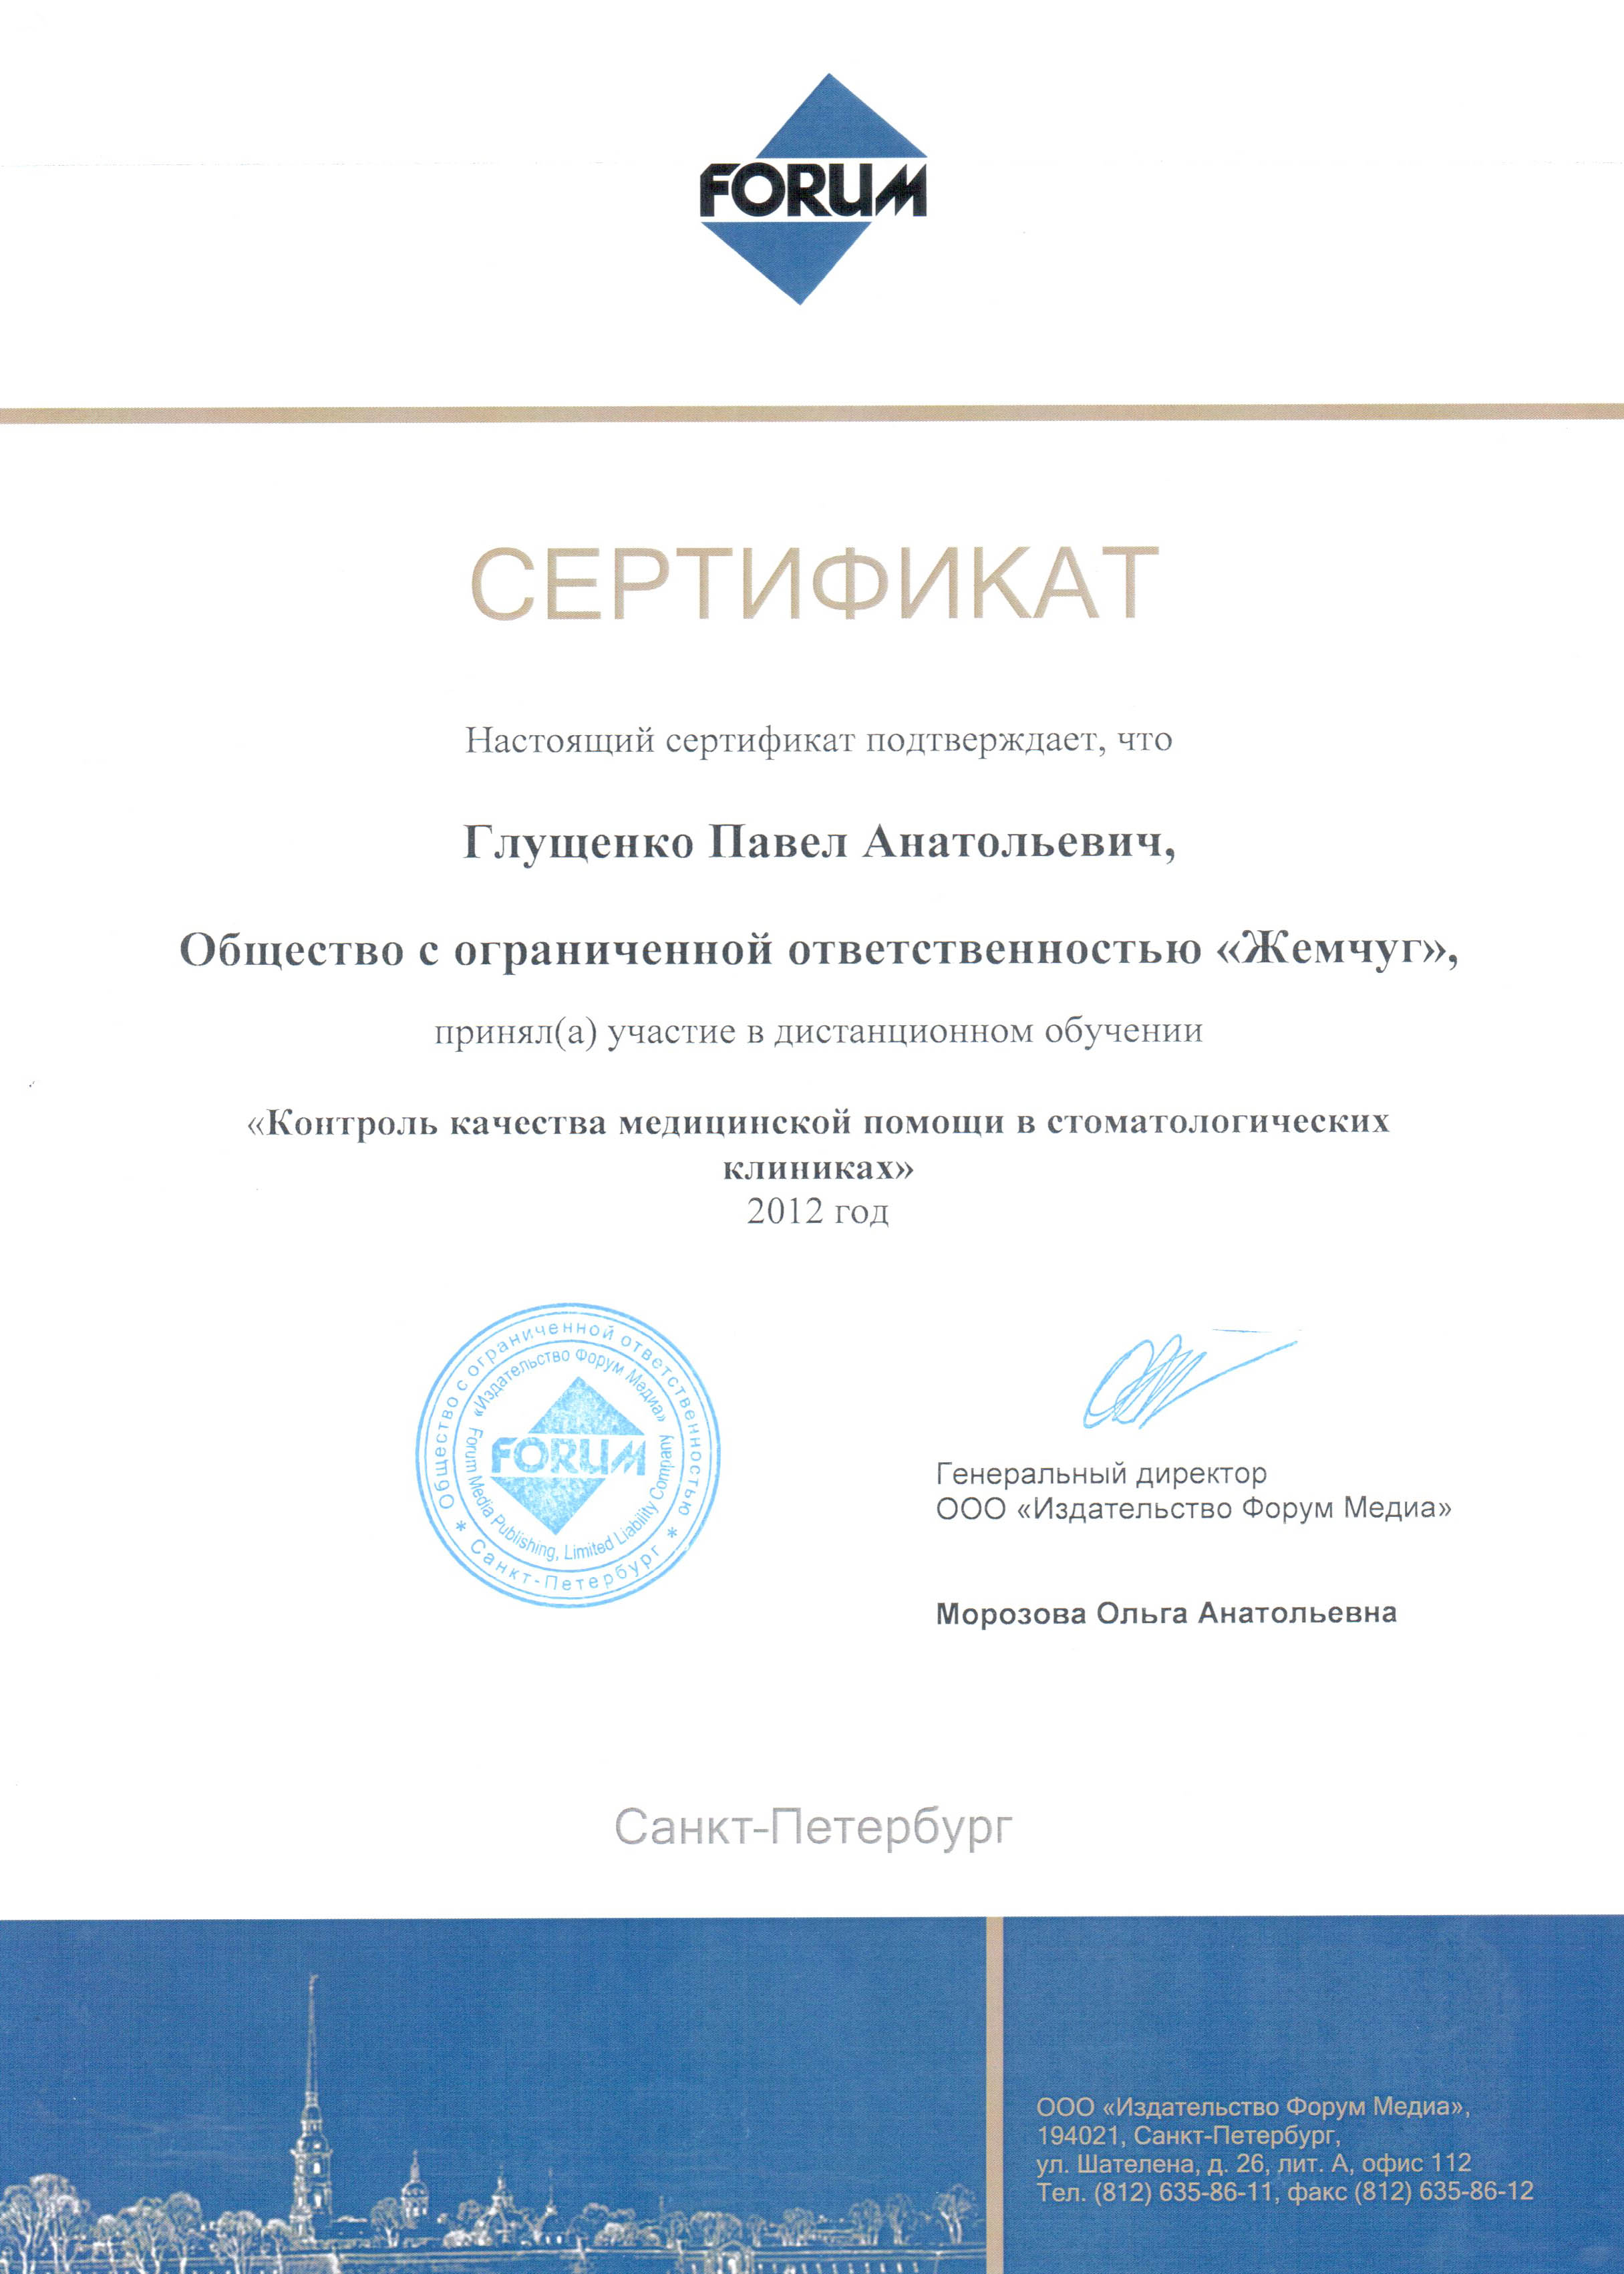 FORUM
СЕРТИФИКАТ
Настоящий сертификат подтверждает, что
Глущенко Павел Анатольевич,
Общество с ограниченной ответственностью «Жемчуг»,
принял(а) участие в дистанционном обучении
«Контроль качества медицинской помощи в стоматологических
клиниках»
2012 год
Общество с ограниченной ответственностью
«Издательство Форум Медиа»
FORUM
Forum Media Publishing, Limited Liability Company
* Санкт-Петербург *
Генеральный директор
ООО «Издательство Форум Медиа»
Морозова Ольга Анатольевна
Санкт-Петербург
ООО «Издательство Форум Медиа»,
194021, Санкт-Петербург,
ул. Шателена, д. 26, лит. А, офис 112
Тел. (812) 635-86-11, факс (812) 635-86-12